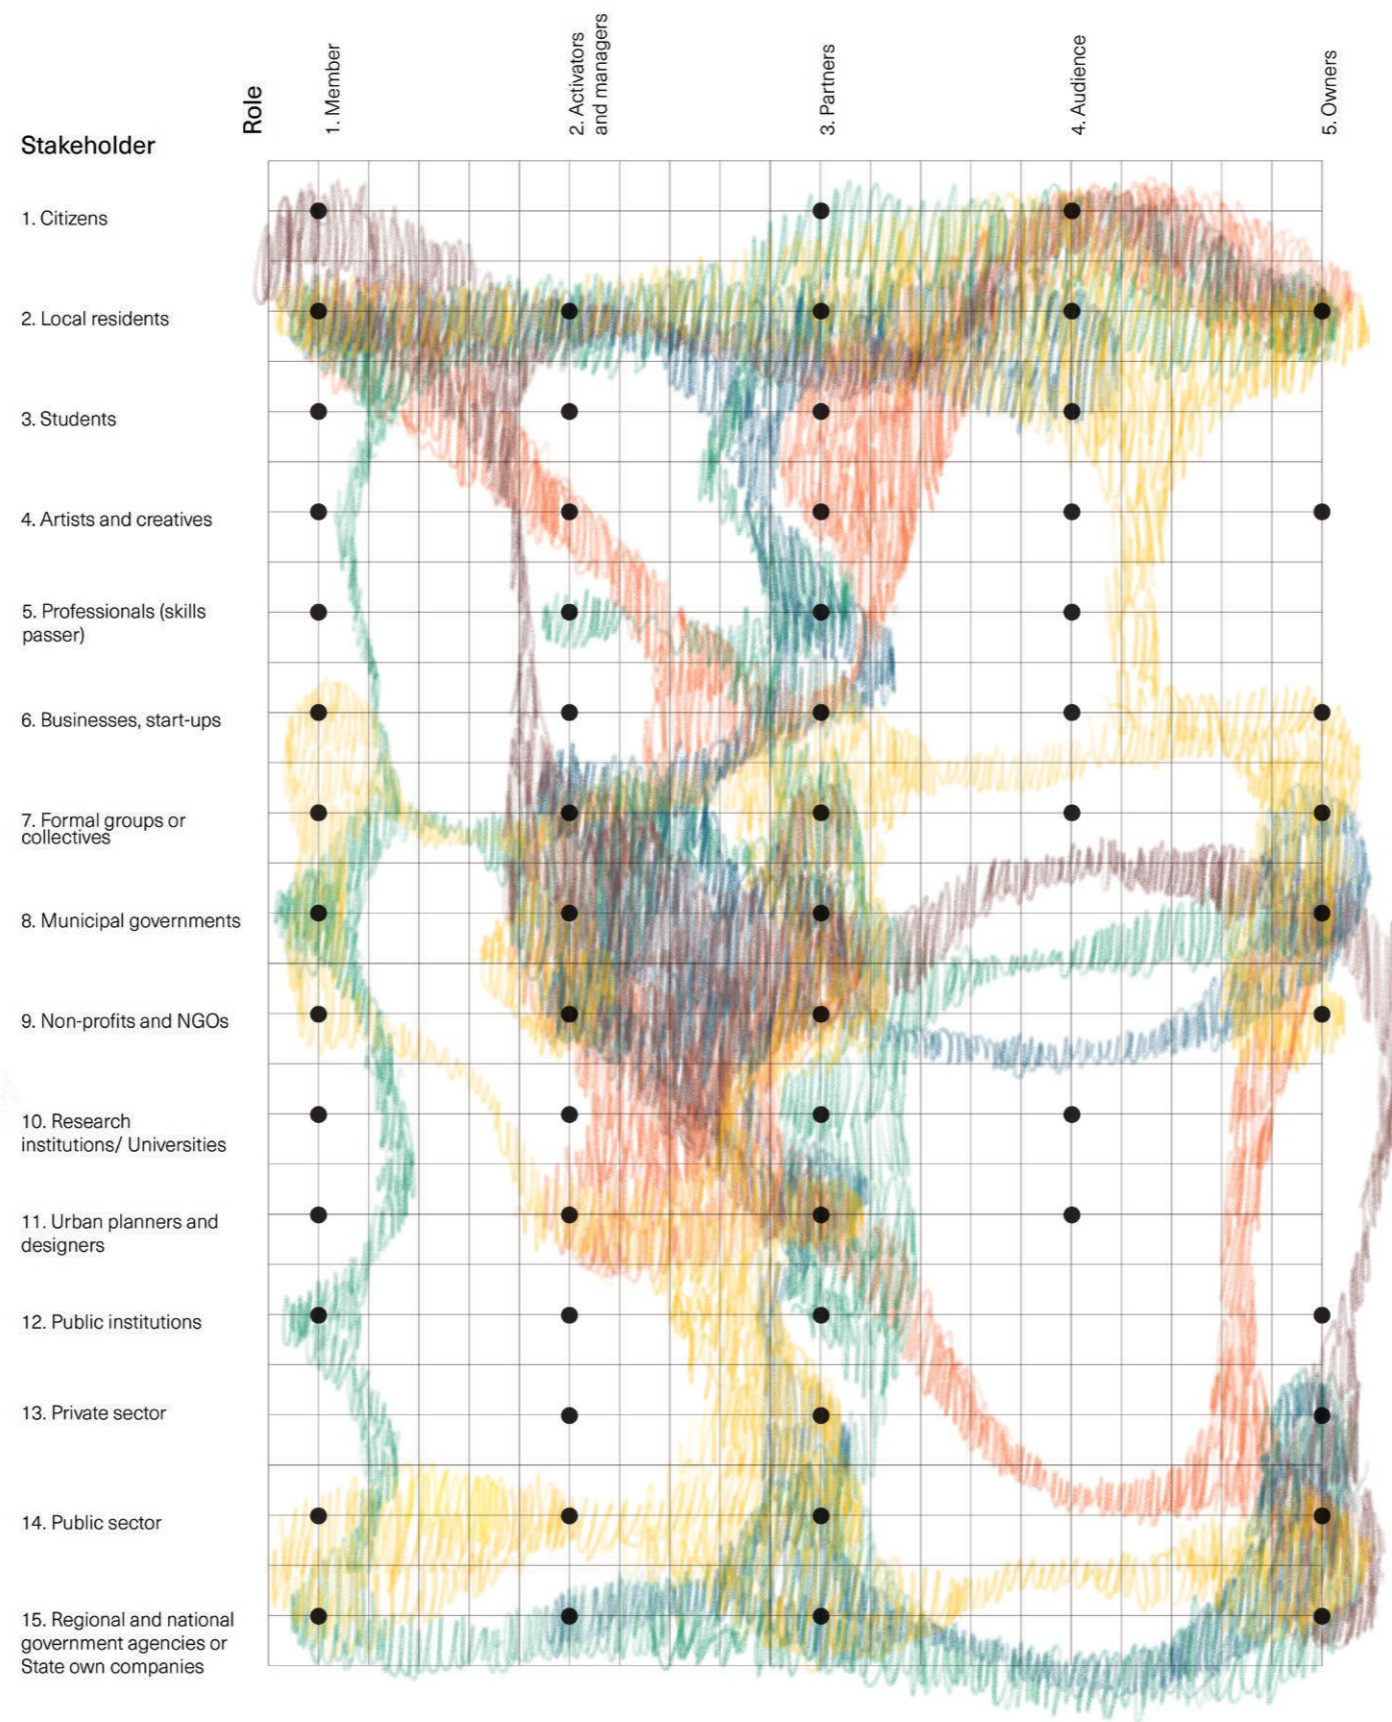 Role
1. Member
2. Activators
and managers
3. Partners
4. Audience
5. Owners
Stakeholder
1. Citizens
2. Local residents
3. Students
4. Artists and creatives
5. Professionals (skills
passer)
6. Businesses, start-ups
7. Formal groups or
collectives
8. Municipal governments
9. Non-profits and NGOs
10. Research
institutions/ Universities
11. Urban planners and
designers
12. Public institutions
13. Private sector
14. Public sector
15. Regional and national
government agencies or
State own companies